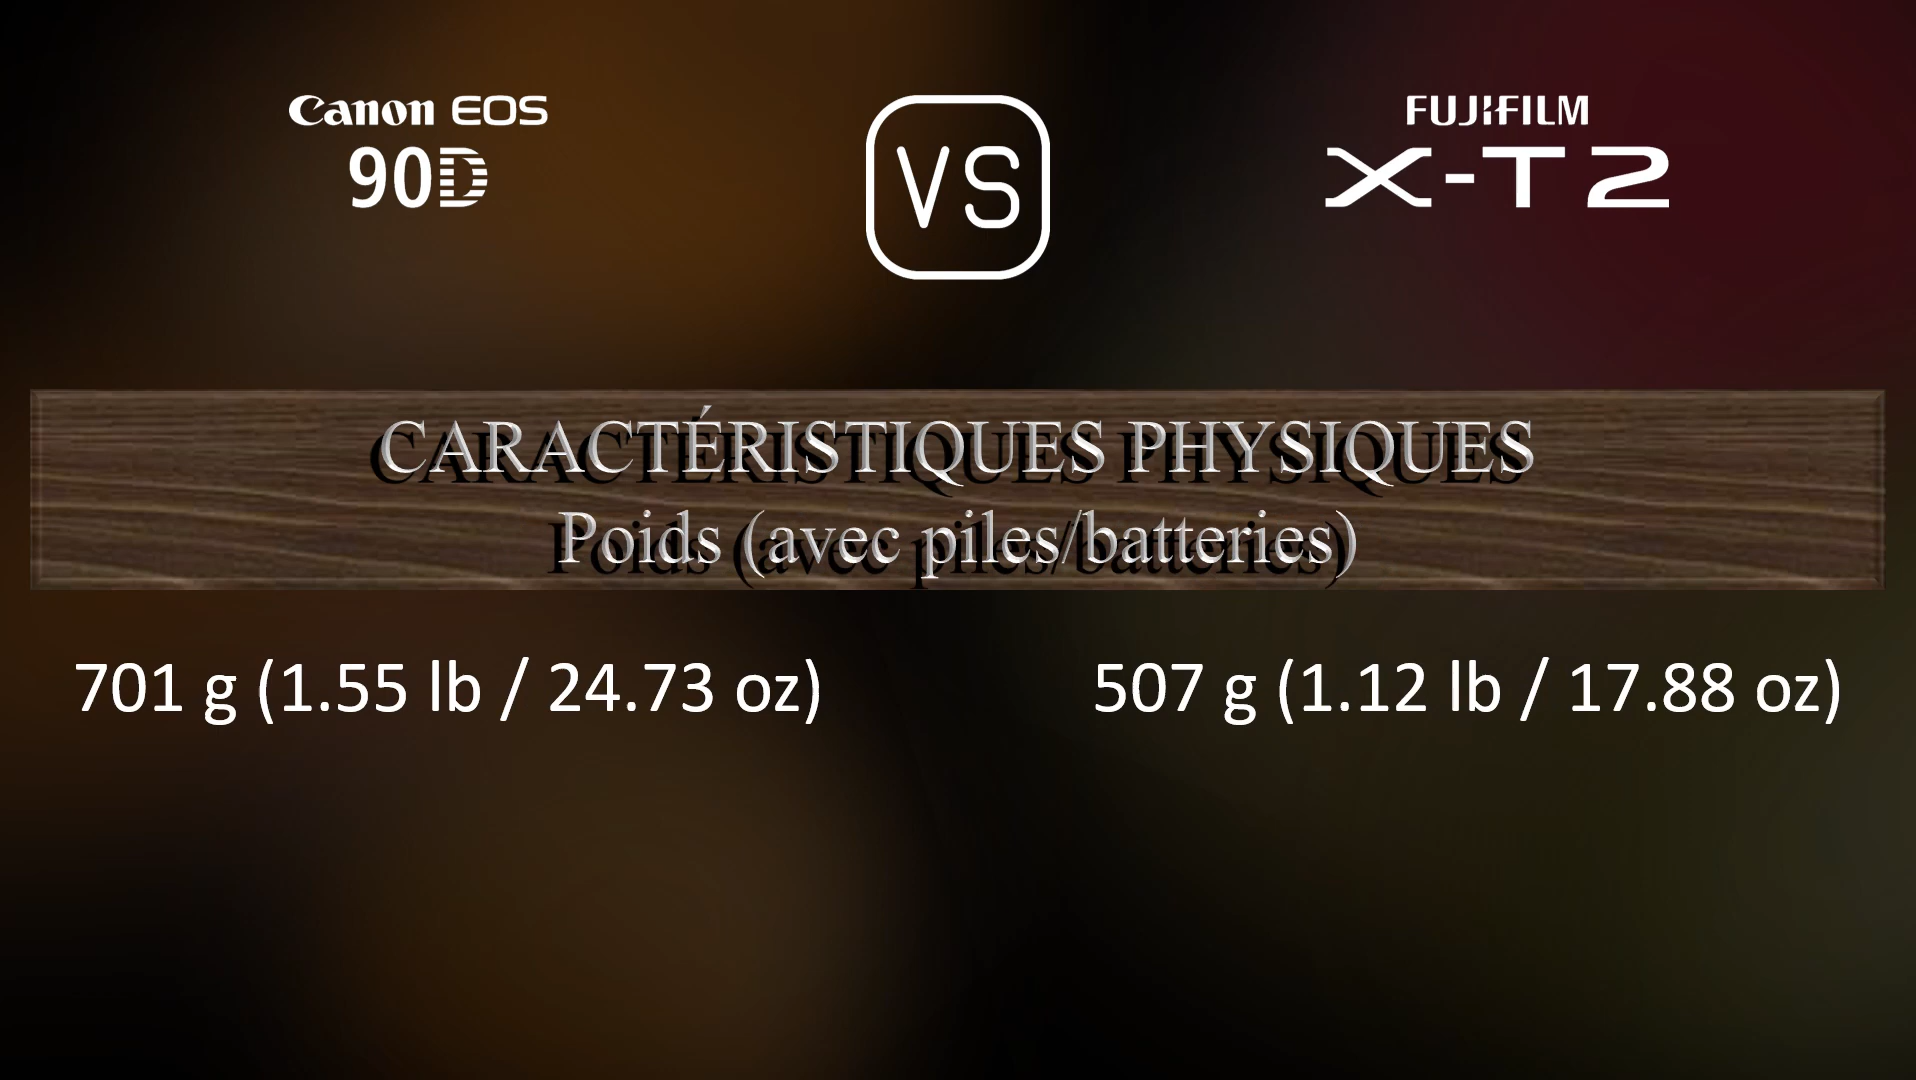 Canon EOS
90D
VS
FUJIFILM
X-T2
CARACTÉRISTIQUES PHYSIQUES
Poids (avec piles/batteries)
701 g (1.55 lb / 24.73 oz)
507 g (1.12 lb / 17.88 oz)